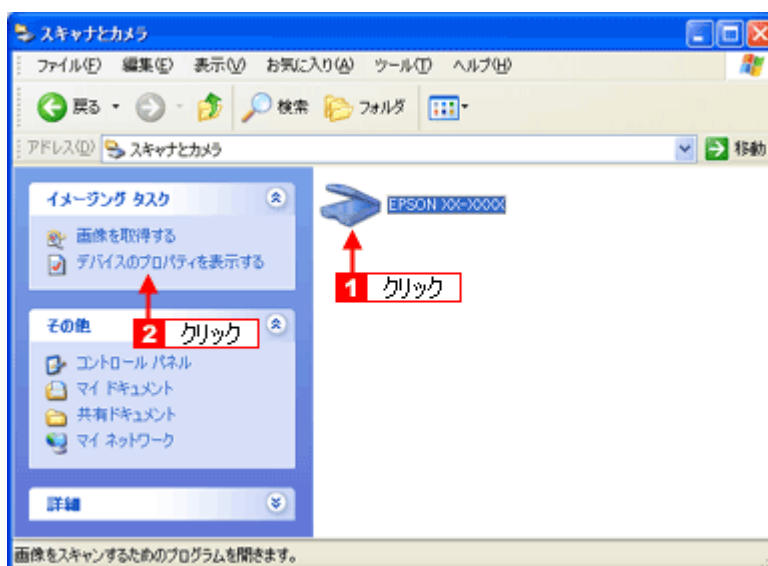 スキャナとカメラ
ファイル(F) 編集(E) 表示(V) お気に入り(A) ツール(T) ヘルプ(H)
戻る 検索 フォルダ
アドレス(D) スキャナとカメラ 移動
イメージング タスク
画像を取得する
デバイスのプロパティを表示する
EPSON XX-XXXX
1 クリック
2 クリック
その他
コントロール パネル
マイ ドキュメント
共有ドキュメント
マイ ネットワーク
詳細
画像をスキャンするためのプログラムを開きます。